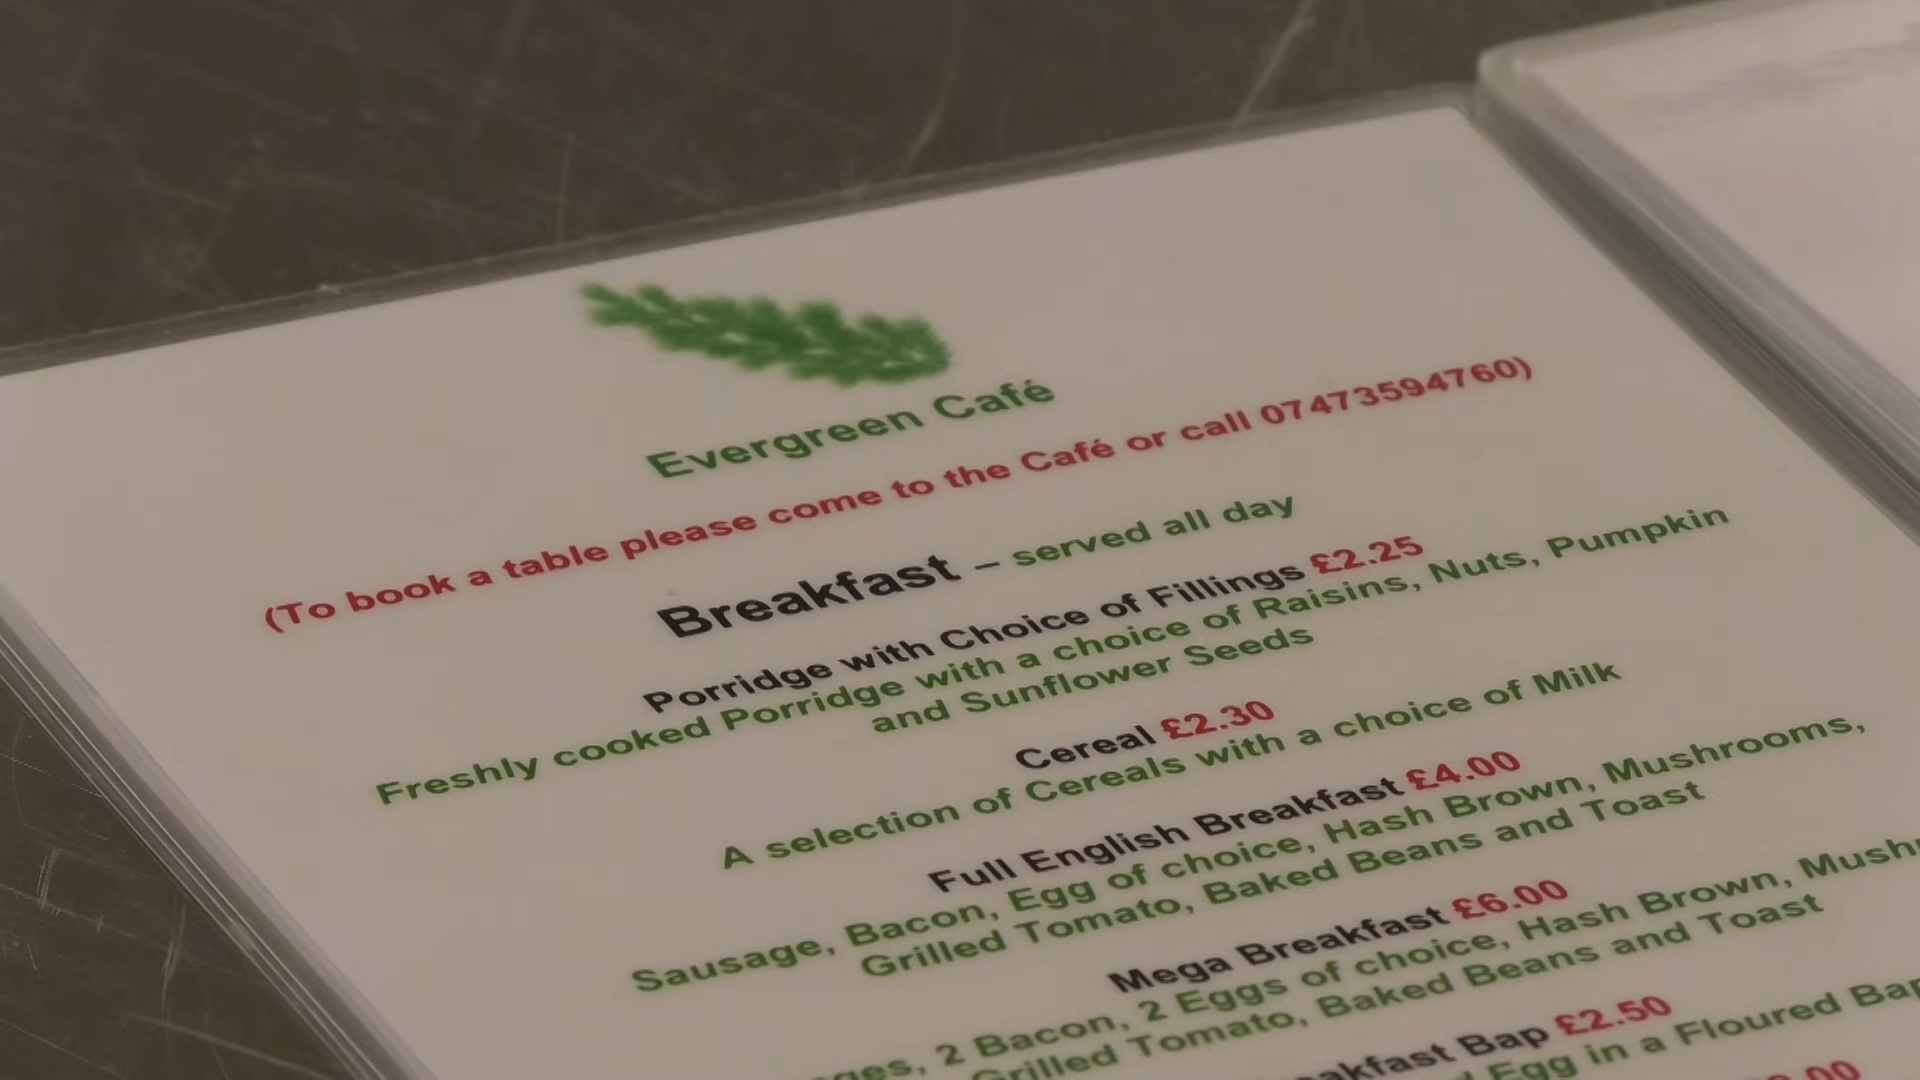 Evergreen Café
(To book a table please come to the Café or call 07473594760)
Breakfast – served all day
Porridge with Choice of Fillings £2.25
Freshly cooked Porridge with a choice of Raisins, Nuts, Pumpkin
and Sunflower Seeds
Cereal £2.30
A selection of Cereals with a choice of Milk
Full English Breakfast £4.00
Sausage, Bacon, Egg of choice, Hash Brown, Mushrooms,
Grilled Tomato, Baked Beans and Toast
Mega Breakfast £6.00
2 Bacon, 2 Eggs of choice, Hash Brown,
Grilled Tomato, Baked Beans and Toast
Bap £2.50
Egg in a Floured